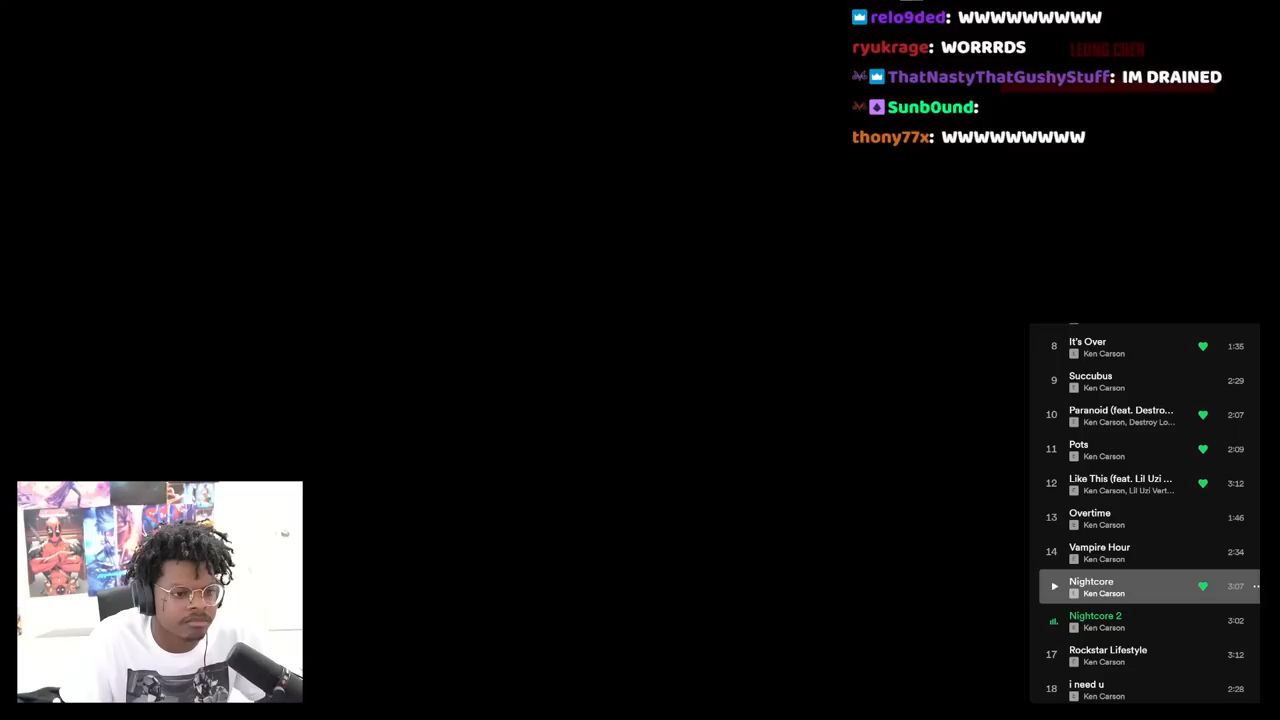 relo9ded: WWWWWWWWW
ryukrage: WORRRDS
LEUNG CHEN
ThatNastyThatGushyStuff: IM DRAINED
Sunb0und:
thony77x: WWWWWWWWW
8 It's Over 1:35
E Ken Carson
9 Succubus 2:29
E Ken Carson
10 Paranoid (feat. Destro... 2:07
E Ken Carson, Destroy Lo...
11 Pots 2:09
E Ken Carson
12 Like This (feat. Lil Uzi ... 3:12
E Ken Carson, Lil Uzi Vert...
13 Overtime 1:46
E Ken Carson
14 Vampire Hour 2:34
E Ken Carson
Nightcore 3:07 ...
E Ken Carson
Nightcore 2 3:02
E Ken Carson
17 Rockstar Lifestyle 3:12
E Ken Carson
18 i need u 2:28
E Ken Carson